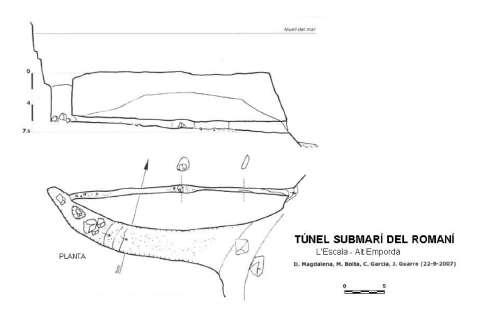 Nivell del mar
0
4
7,5
PLANTA
TÚNEL SUBMARÍ DEL ROMANÍ
L'Escala - Alt Empordà
D. Magdalena, M. Bolta, C. Garcia, J. Guarre (22-9-2007)
0 5